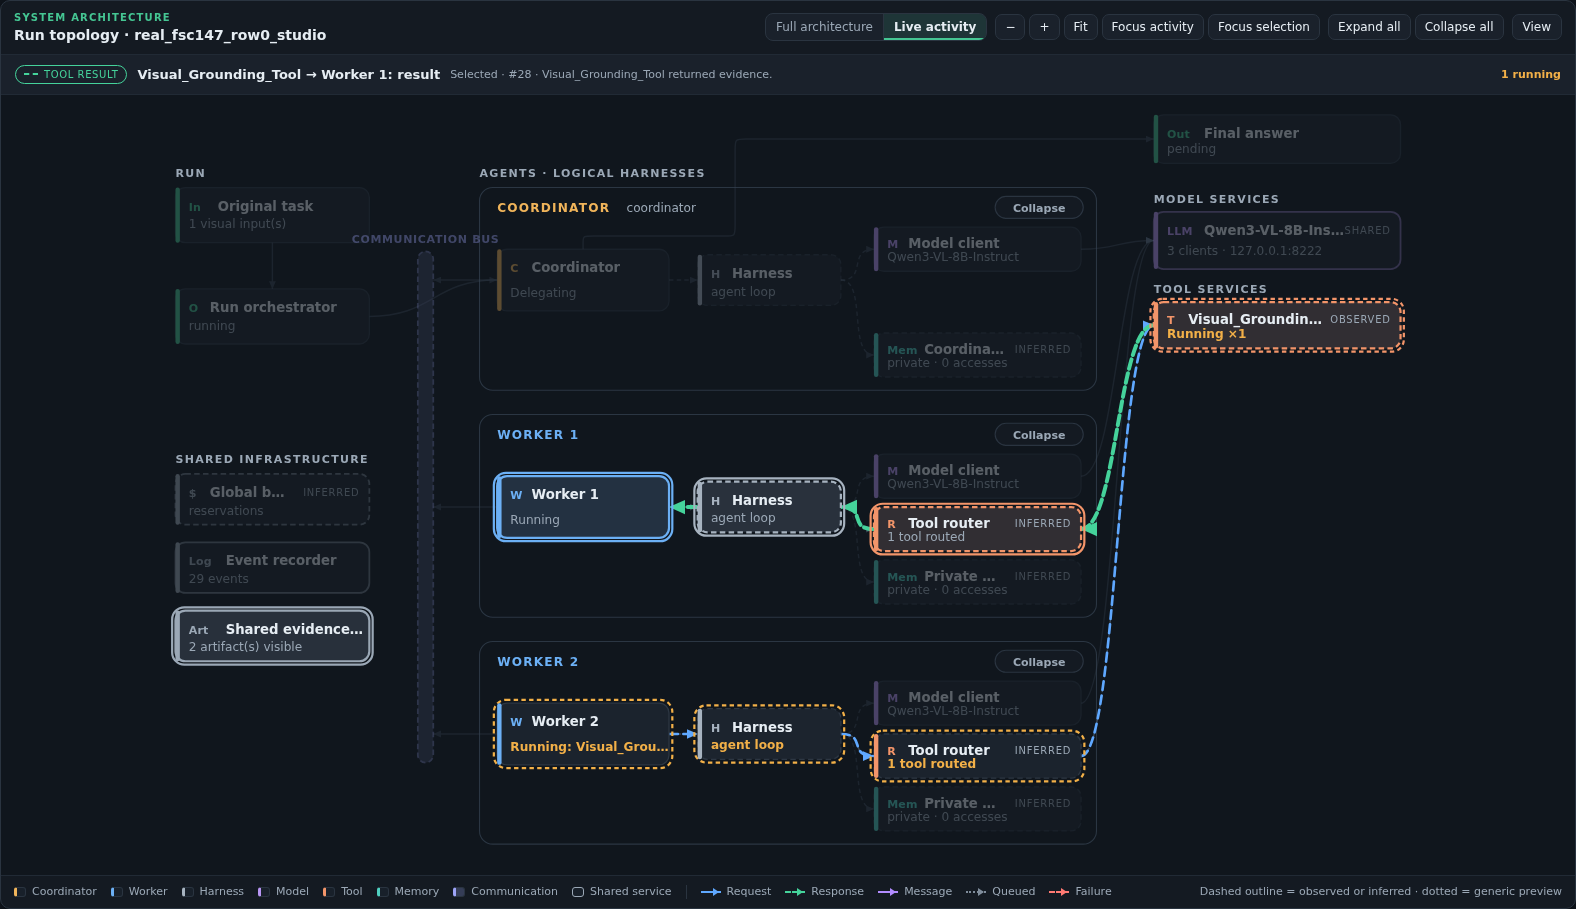 SYSTEM ARCHITECTURE
Run topology · real_fsc147_row0_studio
Full architecture
Live activity
−
+
Fit
Focus activity
Focus selection
Expand all
Collapse all
View
TOOL RESULT
Visual_Grounding_Tool → Worker 1: result
Selected · #28 · Visual_Grounding_Tool returned evidence.
1 running
Out Final answer
pending
RUN
In Original task
1 visual input(s)
O Run orchestrator
running
COMMUNICATION BUS
AGENTS · LOGICAL HARNESSES
COORDINATOR coordinator
Collapse
C Coordinator
Delegating
H Harness
agent loop
M Model client
Qwen3-VL-8B-Instruct
Mem Coordina… INFERRED
private · 0 accesses
MODEL SERVICES
LLM Qwen3-VL-8B-Ins… SHARED
3 clients · 127.0.0.1:8222
TOOL SERVICES
T Visual_Groundin… OBSERVED
Running ×1
SHARED INFRASTRUCTURE
$ Global b… INFERRED
reservations
Log Event recorder
29 events
Art Shared evidence…
2 artifact(s) visible
WORKER 1
Collapse
W Worker 1
Running
H Harness
agent loop
M Model client
Qwen3-VL-8B-Instruct
R Tool router INFERRED
1 tool routed
Mem Private … INFERRED
private · 0 accesses
WORKER 2
Collapse
W Worker 2
Running: Visual_Grou…
H Harness
agent loop
M Model client
Qwen3-VL-8B-Instruct
R Tool router INFERRED
1 tool routed
Mem Private … INFERRED
private · 0 accesses
Coordinator
Worker
Harness
Model
Tool
Memory
Communication
Shared service
Request
Response
Message
Queued
Failure
Dashed outline = observed or inferred · dotted = generic preview